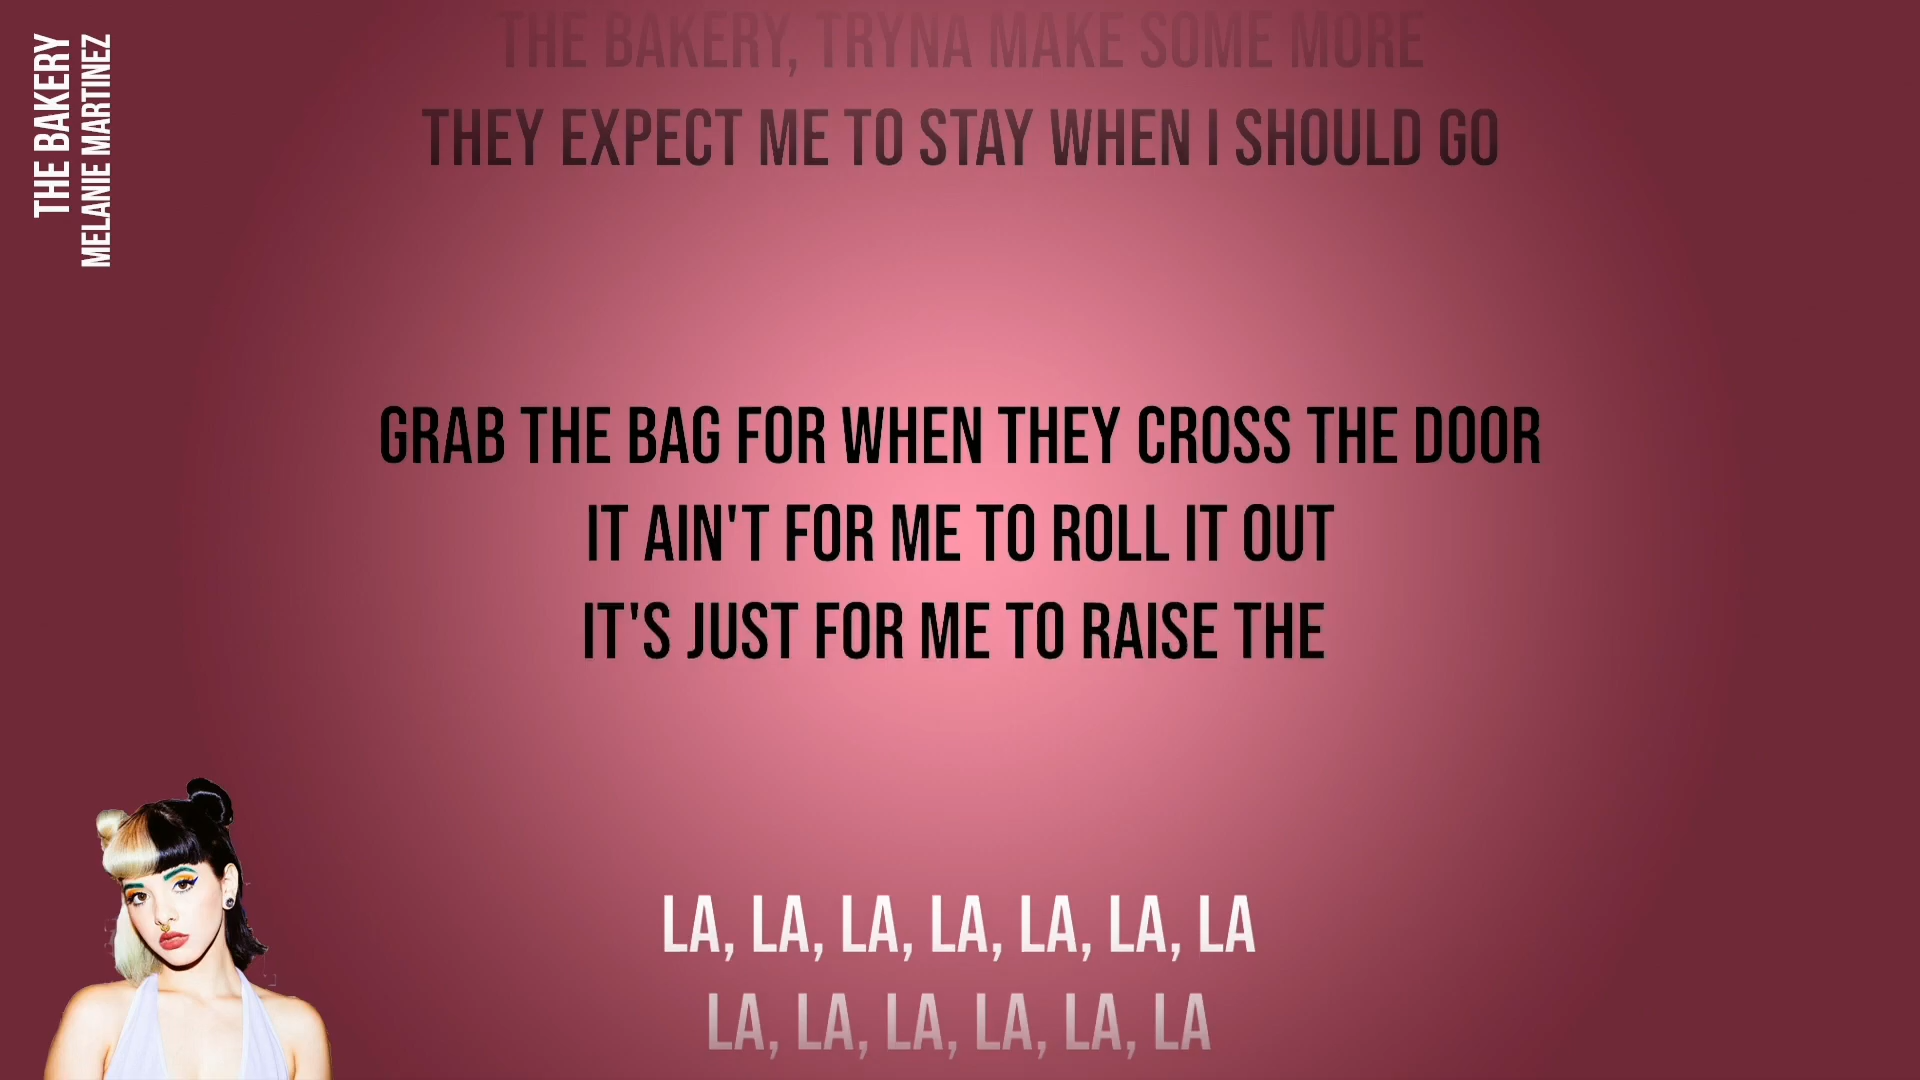 THE BAKERY
MELANIE MARTINEZ
THE BAKERY, TRYNA MAKE SOME MORE
THEY EXPECT ME TO STAY WHEN I SHOULD GO
GRAB THE BAG FOR WHEN THEY CROSS THE DOOR
IT AIN'T FOR ME TO ROLL IT OUT
IT'S JUST FOR ME TO RAISE THE
LA, LA, LA, LA, LA, LA, LA
LA, LA, LA, LA, LA, LA